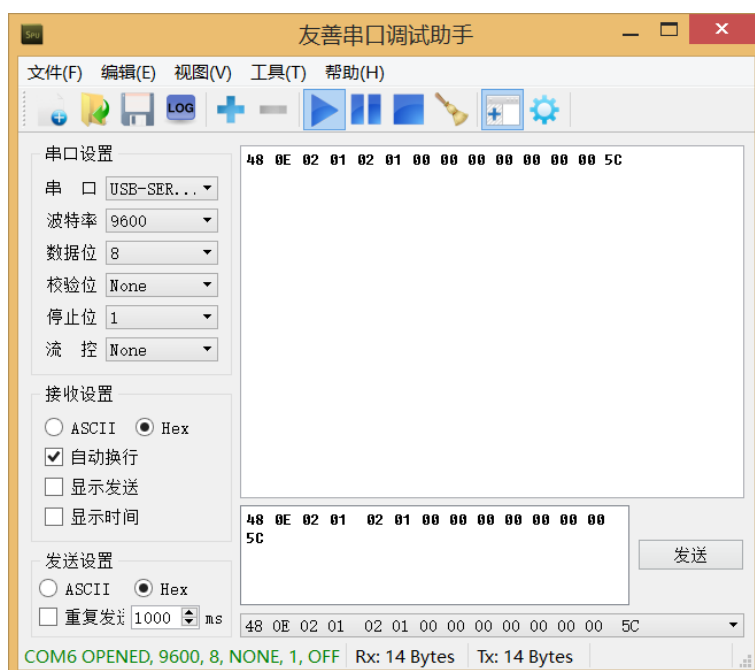 友善串口调试助手
文件(F) 编辑(E) 视图(V) 工具(T) 帮助(H)
LOG
串口设置
串 口 USB-SER...
波特率 9600
数据位 8
校验位 None
停止位 1
流 控 None
接收设置
ASCII Hex
自动换行
显示发送
显示时间
发送设置
ASCII Hex
重复发 1000 ms
48 0E 02 01 02 01 00 00 00 00 00 00 00 5C
48 0E 02 01 02 01 00 00 00 00 00 00 00
5C
发送
48 0E 02 01 02 01 00 00 00 00 00 00 00 5C
COM6 OPENED, 9600, 8, NONE, 1, OFF Rx: 14 Bytes Tx: 14 Bytes